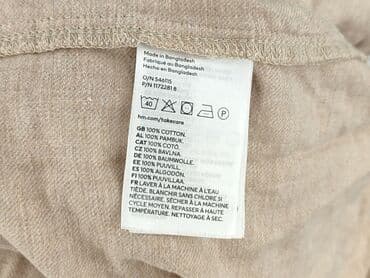 Made in Bangladesh
Fabriqué au Bangladesh
Hecho en Bangladesh
O/N 546115
P/N 1172281 6
40 P
hm.com/takecare
GB 100% COTTON.
AL 100% PAMBUK.
CAT 100% COTÓ.
CZ 100% BAVLNA.
DE 100% BAUMWOLLE.
EE 100% PUUVILL.
ES 100% ALGODÓN.
FI 100% PUUVILLAA.
FR LAVER À LA MACHINE À L'EAU
TIÈDE. BLANCHIR SANS CHLORE SI
NÉCESSAIRE. SÉCHER À LA MACHINE
CYCLE MOYEN. REPASSER À HAUTE
TEMPÉRATURE. NETTOYAGE À SEC.